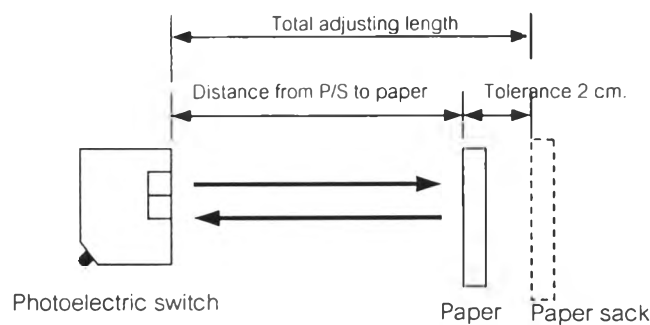 Total adjusting length
Distance from P/S to paper
Tolerance 2 cm.
Photoelectric switch
Paper
Paper sack